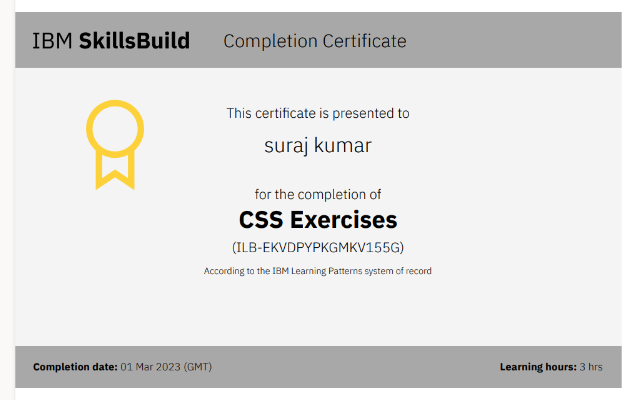 IBM SkillsBuild Completion Certificate
This certificate is presented to
suraj kumar
for the completion of
CSS Exercises
(ILB-EKVDPYPKGMKV155G)
According to the IBM Learning Patterns system of record
Completion date: 01 Mar 2023 (GMT) Learning hours: 3 hrs